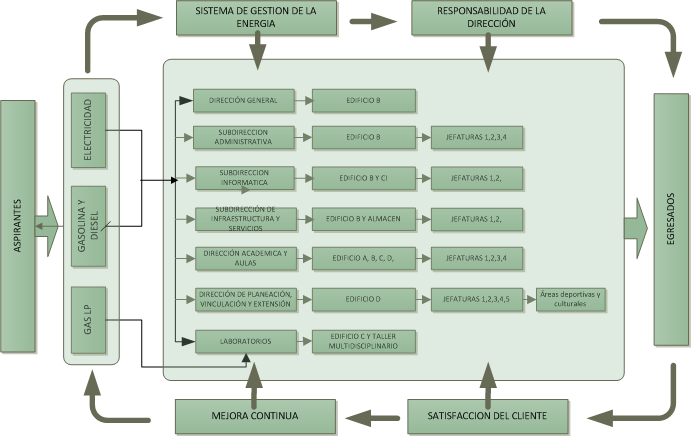 SISTEMA DE GESTION DE LA
ENERGIA
RESPONSABILIDAD DE LA
DIRECCIÓN
ASPIRANTES
ELECTRICIDAD
GASOLINA Y
DIESEL
GAS LP
DIRECCIÓN GENERAL
EDIFICIO B
SUBDIRECCION
ADMINISTRATIVA
EDIFICIO B
JEFATURAS 1,2,3,4
SUBDIRECCION
INFORMATICA
EDIFICIO B Y CI
JEFATURAS 1,2,
SUBDIRECCIÓN DE
INFRAESTRUCTURA Y
SERVICIOS
EDIFICIO B Y ALMACEN
JEFATURAS 1,2,
DIRECCIÓN ACADEMICA Y
AULAS
EDIFICIO A, B, C, D,
JEFATURAS 1,2,3,4
DIRECCIÓN DE PLANEACIÓN,
VINCULACIÓN Y EXTENSIÓN
EDIFICIO D
JEFATURAS 1,2,3,4,5
Áreas deportivas y
culturales
LABORATORIOS
EDIFICIO C Y TALLER
MULTIDISCIPLINARIO
EGRESADOS
MEJORA CONTINUA
SATISFACCION DEL CLIENTE